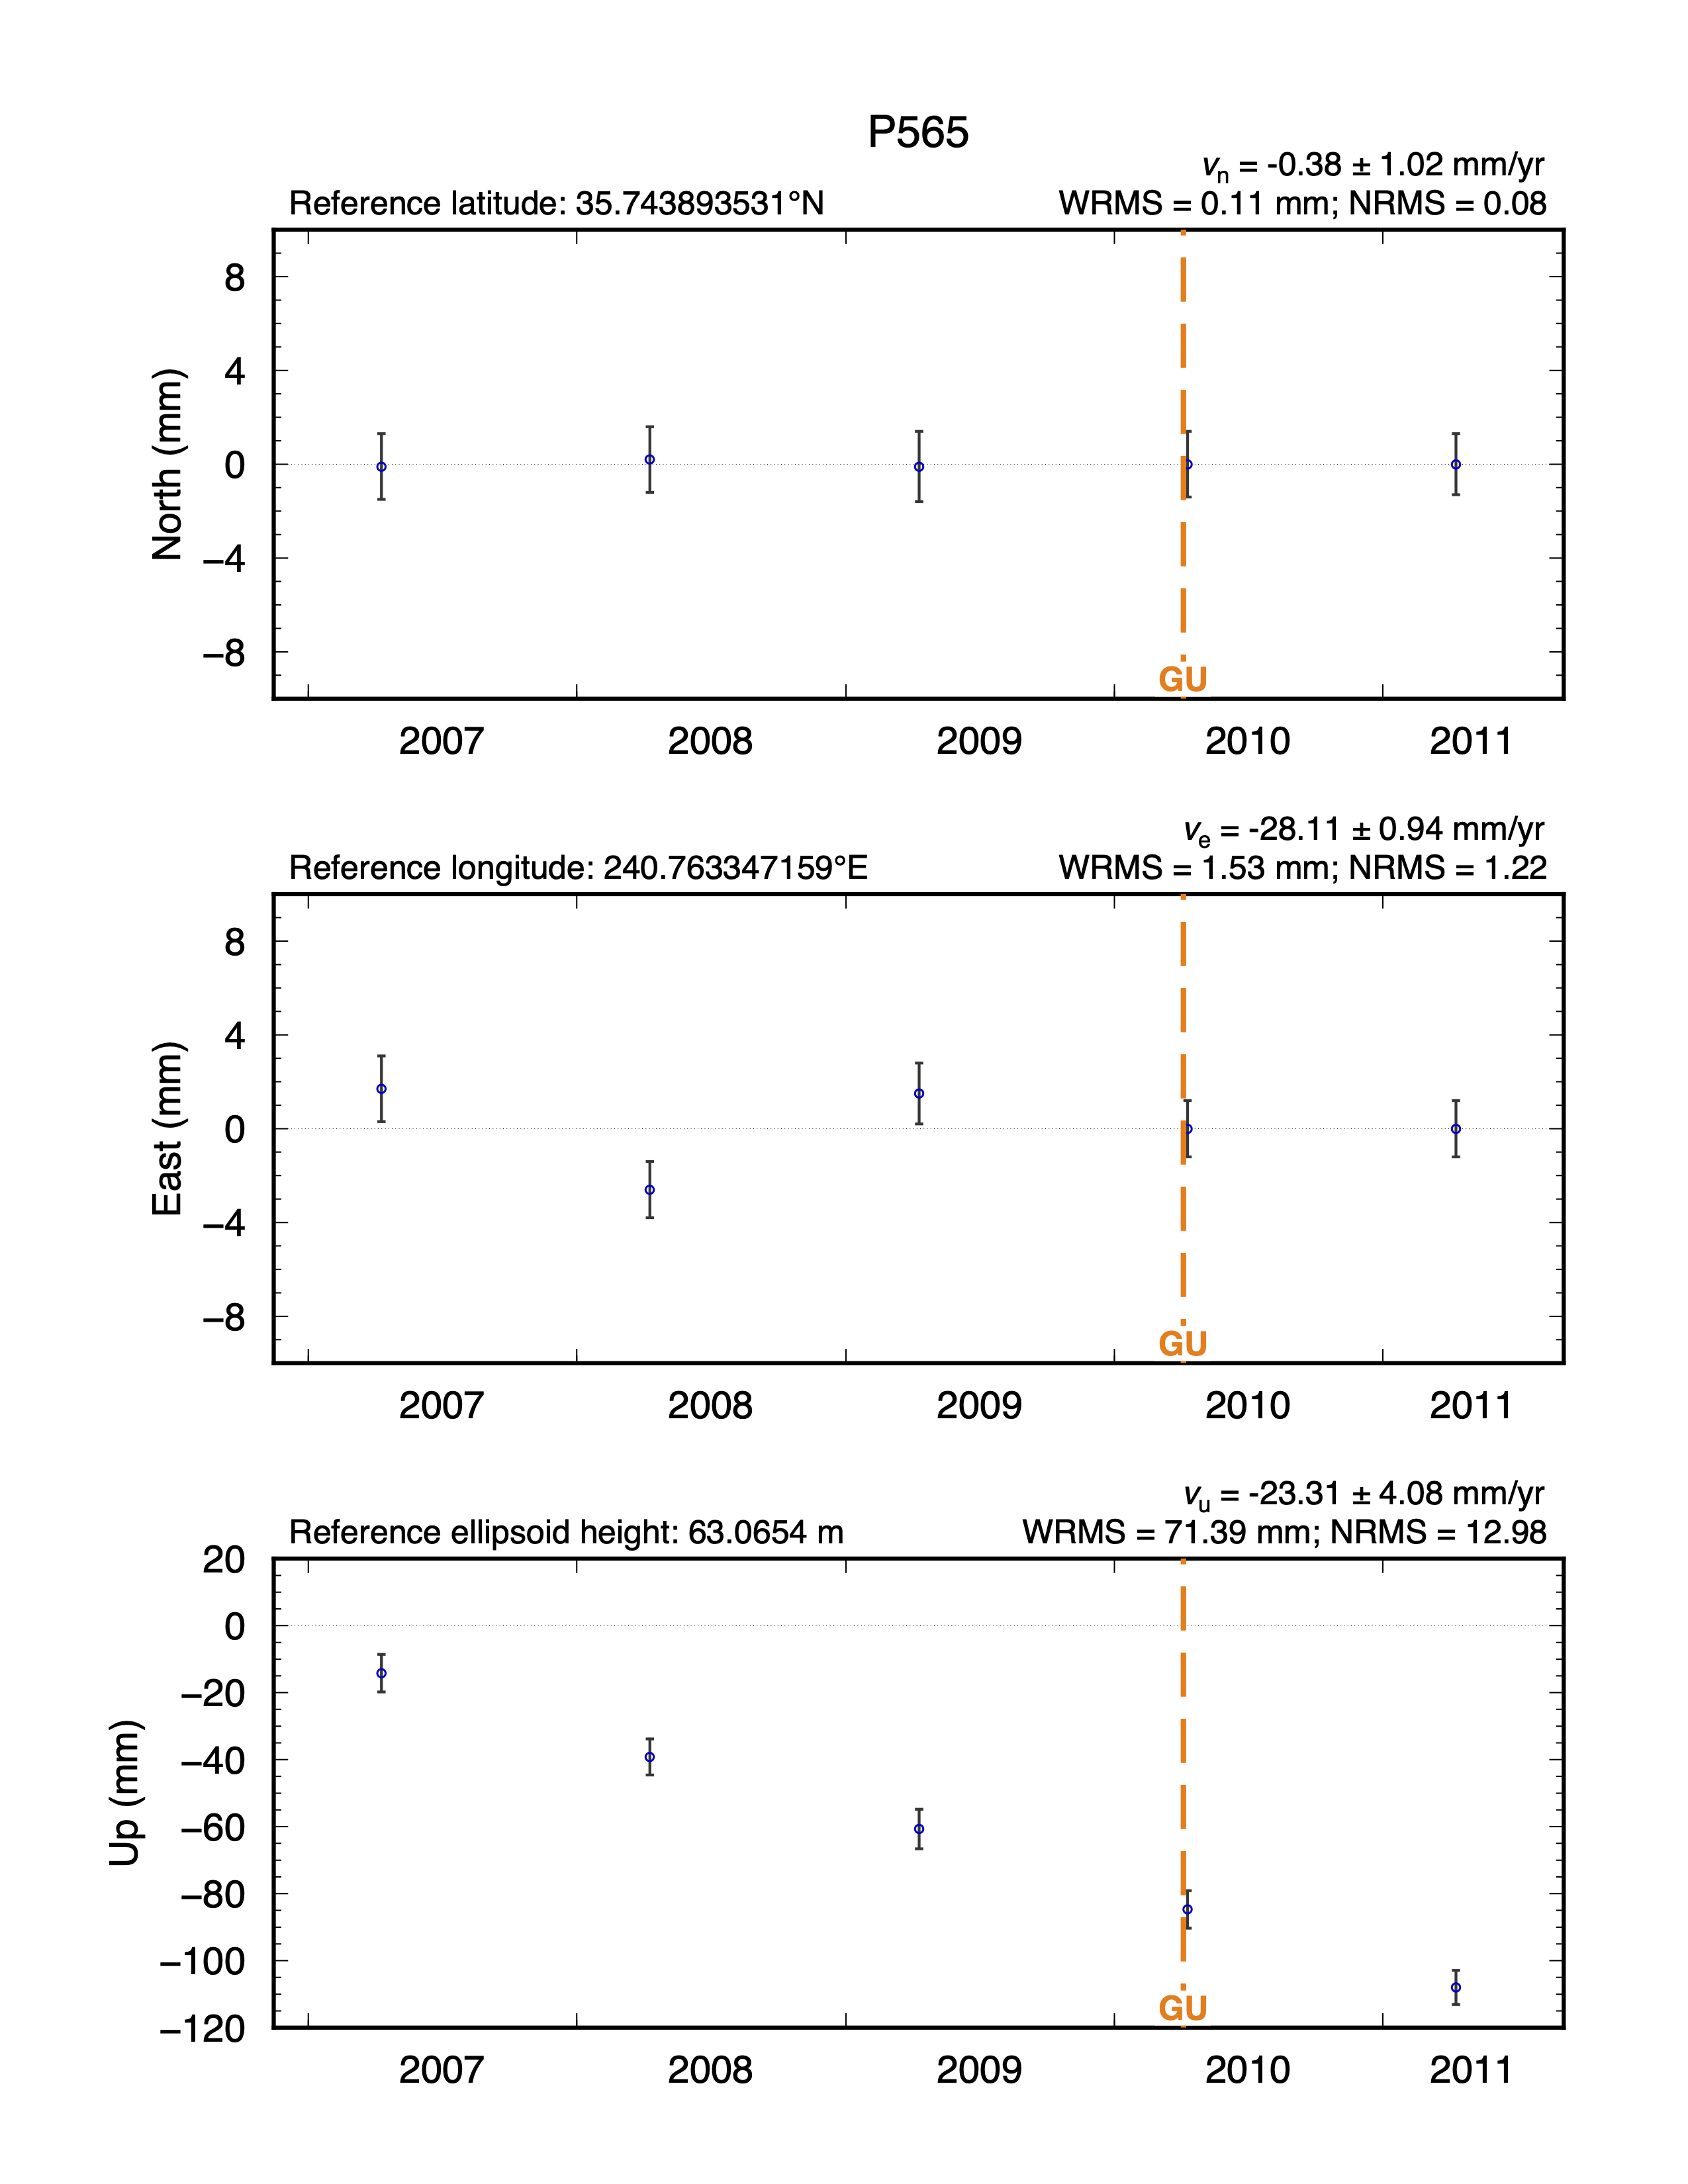 P565
vn = -0.38 ± 1.02 mm/yr
Reference latitude: 35.743893531°N WRMS = 0.11 mm; NRMS = 0.08
8
4
0
−4
−8
North (mm)
GU
2007 2008 2009 2010 2011
ve = -28.11 ± 0.94 mm/yr
Reference longitude: 240.763347159°E WRMS = 1.53 mm; NRMS = 1.22
8
4
0
−4
−8
East (mm)
GU
2007 2008 2009 2010 2011
vu = -23.31 ± 4.08 mm/yr
Reference ellipsoid height: 63.0654 m WRMS = 71.39 mm; NRMS = 12.98
20
0
−20
−40
−60
−80
−100
−120
Up (mm)
GU
2007 2008 2009 2010 2011